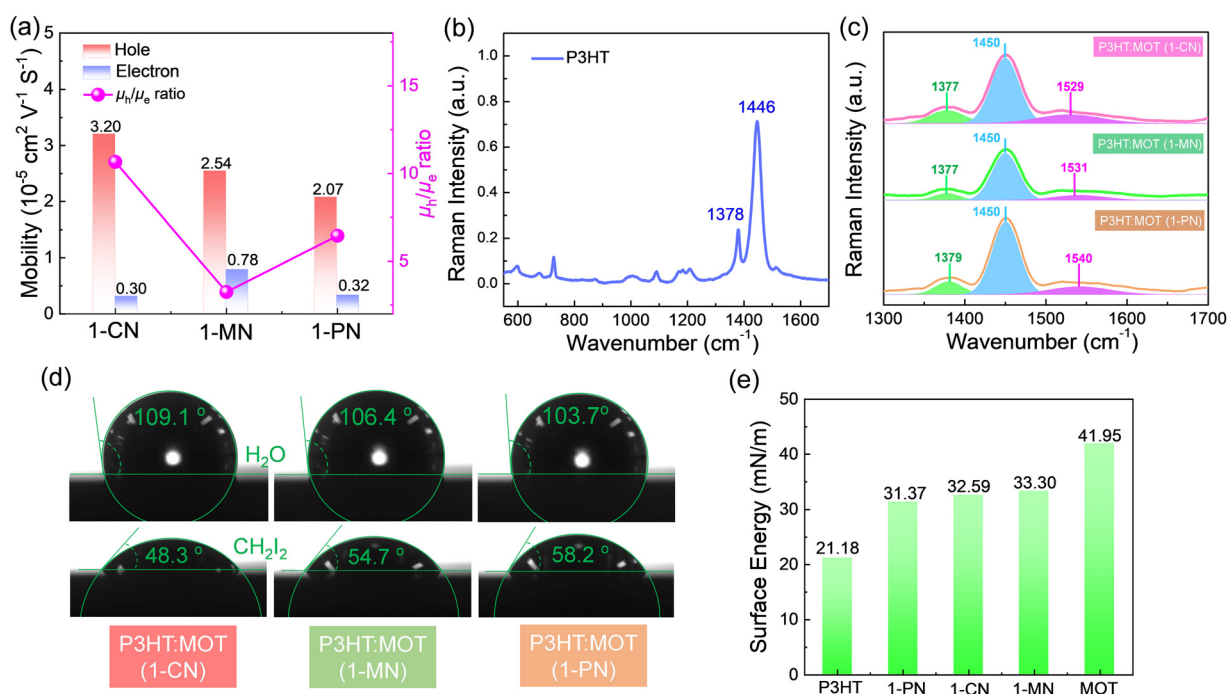 (a)
Mobility (10⁻⁵ cm² V⁻¹ S⁻¹)
5
4
3
2
1
0
Hole
Electron
μh/μe ratio
3.20
0.30
2.54
0.78
2.07
0.32
1-CN
1-MN
1-PN
15
10
5
μh/μe ratio
(b)
Raman Intensity (a.u.)
1.0
0.8
0.6
0.4
0.2
0.0
P3HT
1446
1378
600 800 1000 1200 1400 1600
Wavenumber (cm⁻¹)
(c)
Raman Intensity (a.u.)
P3HT:MOT (1-CN)
1450
1377
1529
P3HT:MOT (1-MN)
1450
1377
1531
P3HT:MOT (1-PN)
1450
1379
1540
1300 1400 1500 1600 1700
Wavenumber (cm⁻¹)
(d)
109.1 º
H₂O
106.4 º
103.7º
48.3 º
CH₂I₂
54.7 º
58.2 º
P3HT:MOT
(1-CN)
P3HT:MOT
(1-MN)
P3HT:MOT
(1-PN)
(e)
Surface Energy (mN/m)
50
40
30
20
10
0
21.18
31.37
32.59
33.30
41.95
P3HT 1-PN 1-CN 1-MN MOT